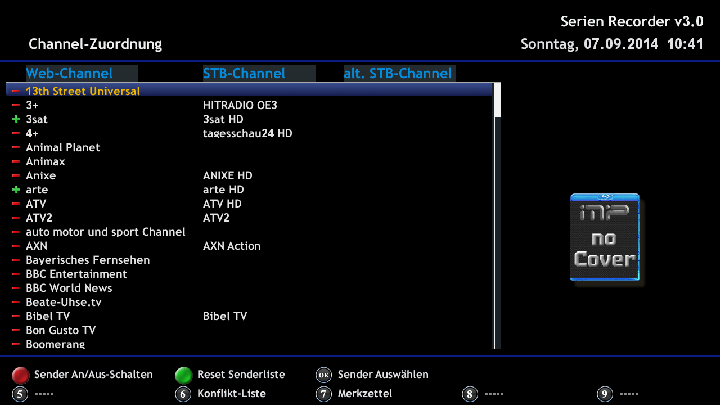 Serien Recorder v3.0
Channel-Zuordnung Sonntag, 07.09.2014 10:41
Web-Channel STB-Channel alt. STB-Channel
13th Street Universal
3+ HITRADIO OE3
3sat 3sat HD
4+ tagesschau24 HD
Animal Planet
Animax
Anixe ANIXE HD
arte arte HD
ATV ATV HD
ATV2 ATV2
auto motor und sport Channel
AXN AXN Action
Bayerisches Fernsehen
BBC Entertainment
BBC World News
Beate-Uhse.tv
Bibel TV Bibel TV
Bon Gusto TV
Boomerang
MP
no
Cover
Sender An/Aus-Schalten Reset Senderliste OK Sender Auswählen
5 ----- 6 Konflikt-Liste 7 Merkzettel 8 ----- 9 -----